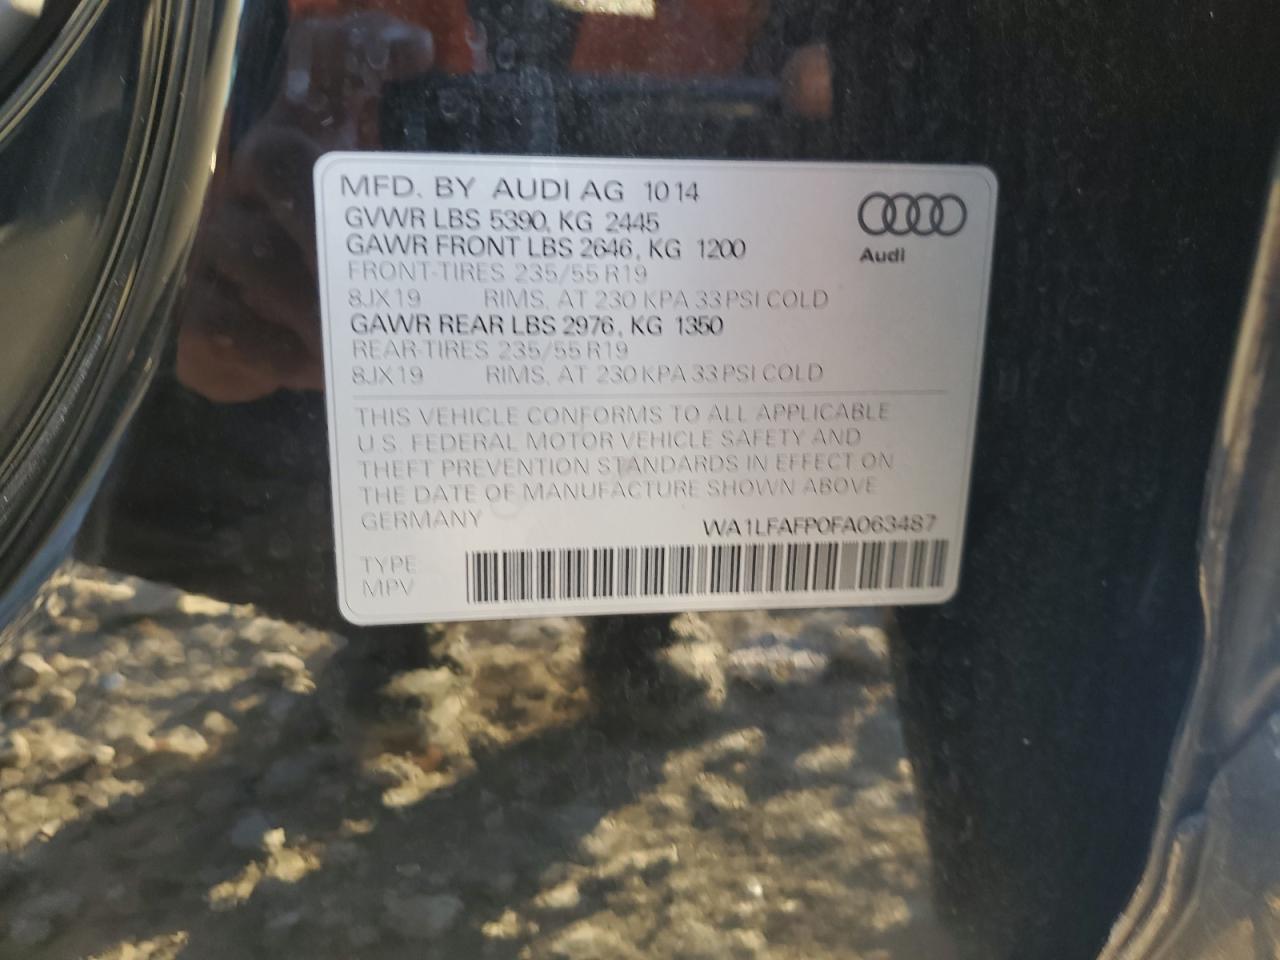 MFD. BY AUDI AG 10 14
GVWR LBS 5390, KG 2445
GAWR FRONT LBS 2646, KG 1200
FRONT-TIRES 235/55 R19
8JX19 RIMS, AT 230 KPA 33 PSI COLD
GAWR REAR LBS 2976, KG 1350
REAR-TIRES 235/55 R19
8JX19 RIMS, AT 230 KPA 33 PSI COLD
Audi
THIS VEHICLE CONFORMS TO ALL APPLICABLE
U.S. FEDERAL MOTOR VEHICLE SAFETY AND
THEFT PREVENTION STANDARDS IN EFFECT ON
THE DATE OF MANUFACTURE SHOWN ABOVE
GERMANY WA1LFAFP0FA063487
TYPE
MPV